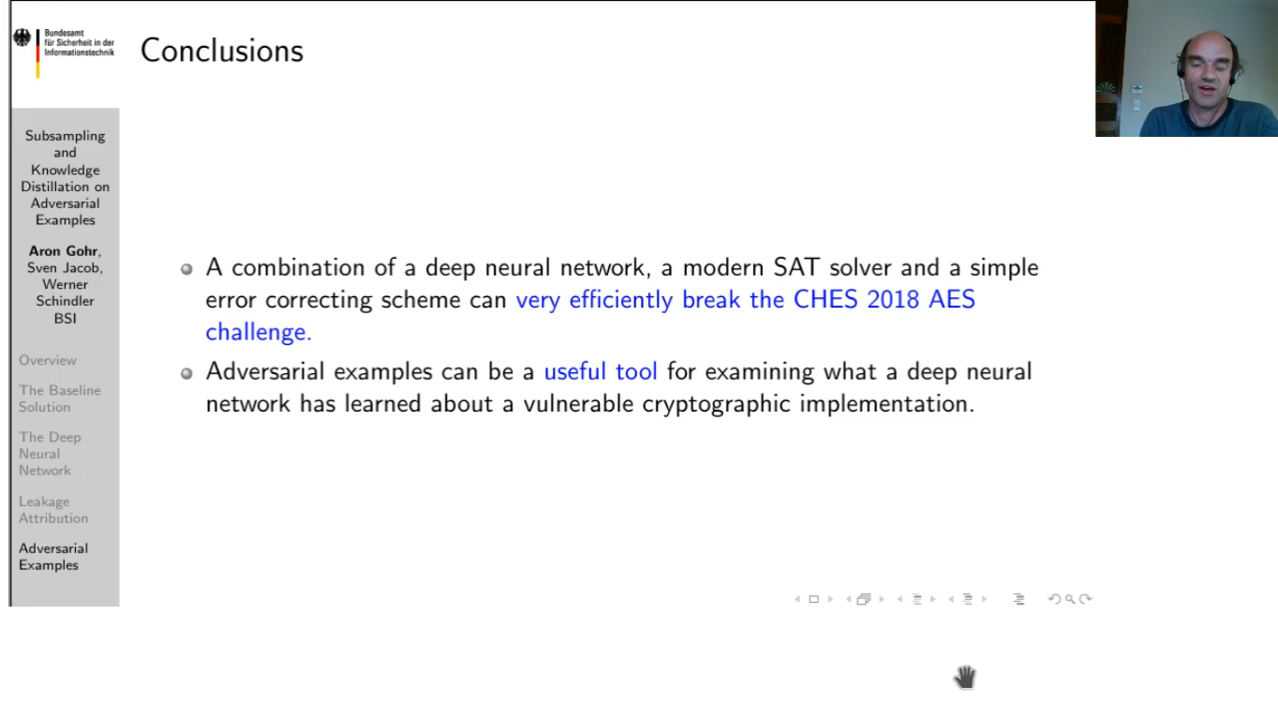 Bundesamt
für Sicherheit in der
Informationstechnik
Conclusions
Subsampling
and
Knowledge
Distillation on
Adversarial
Examples
Aron Gohr,
Sven Jacob,
Werner
Schindler
BSI
Overview
The Baseline
Solution
The Deep
Neural
Network
Leakage
Attribution
Adversarial
Examples
A combination of a deep neural network, a modern SAT solver and a simple
error correcting scheme can very efficiently break the CHES 2018 AES
challenge.
Adversarial examples can be a useful tool for examining what a deep neural
network has learned about a vulnerable cryptographic implementation.